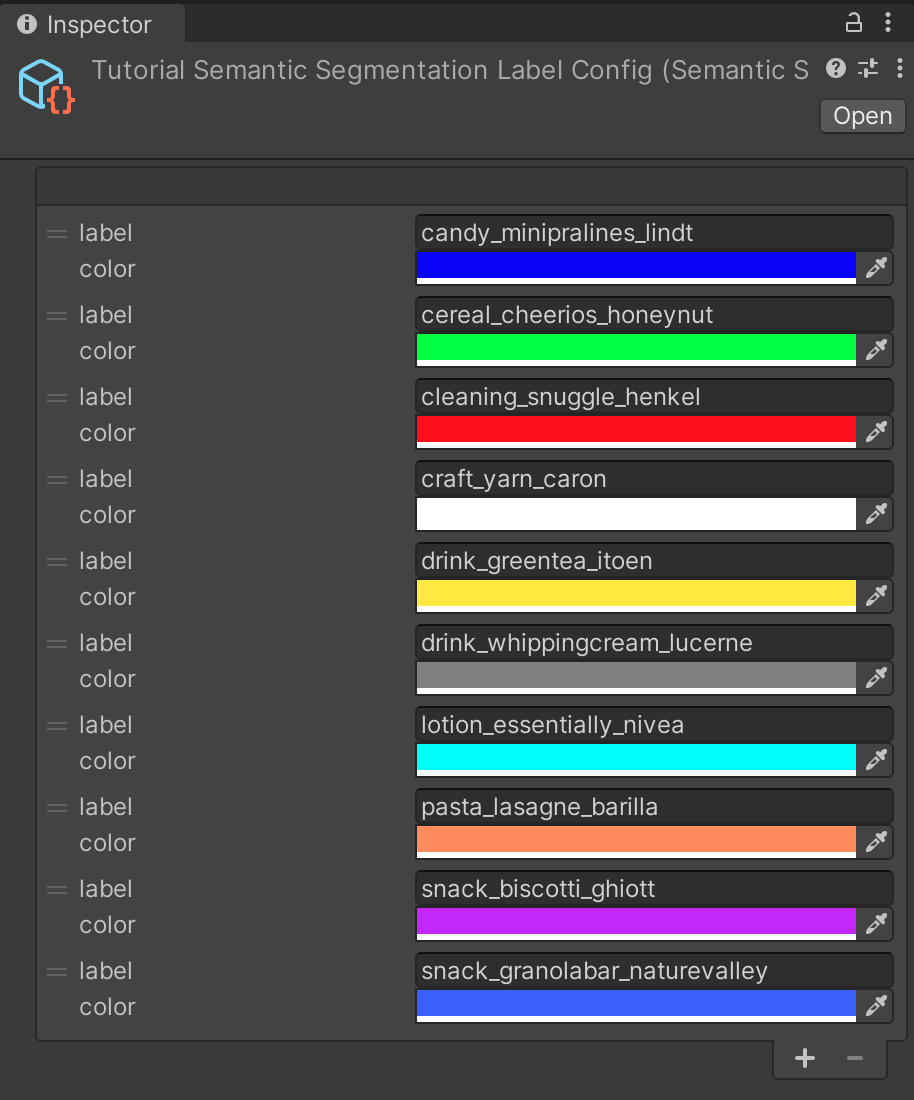 Inspector
Tutorial Semantic Segmentation Label Config (Semantic S
Open
label candy_minipralines_lindt
color
label cereal_cheerios_honeynut
color
label cleaning_snuggle_henkel
color
label craft_yarn_caron
color
label drink_greentea_itoen
color
label drink_whippingcream_lucerne
color
label lotion_essentially_nivea
color
label pasta_lasagne_barilla
color
label snack_biscotti_ghiott
color
label snack_granolabar_naturevalley
color